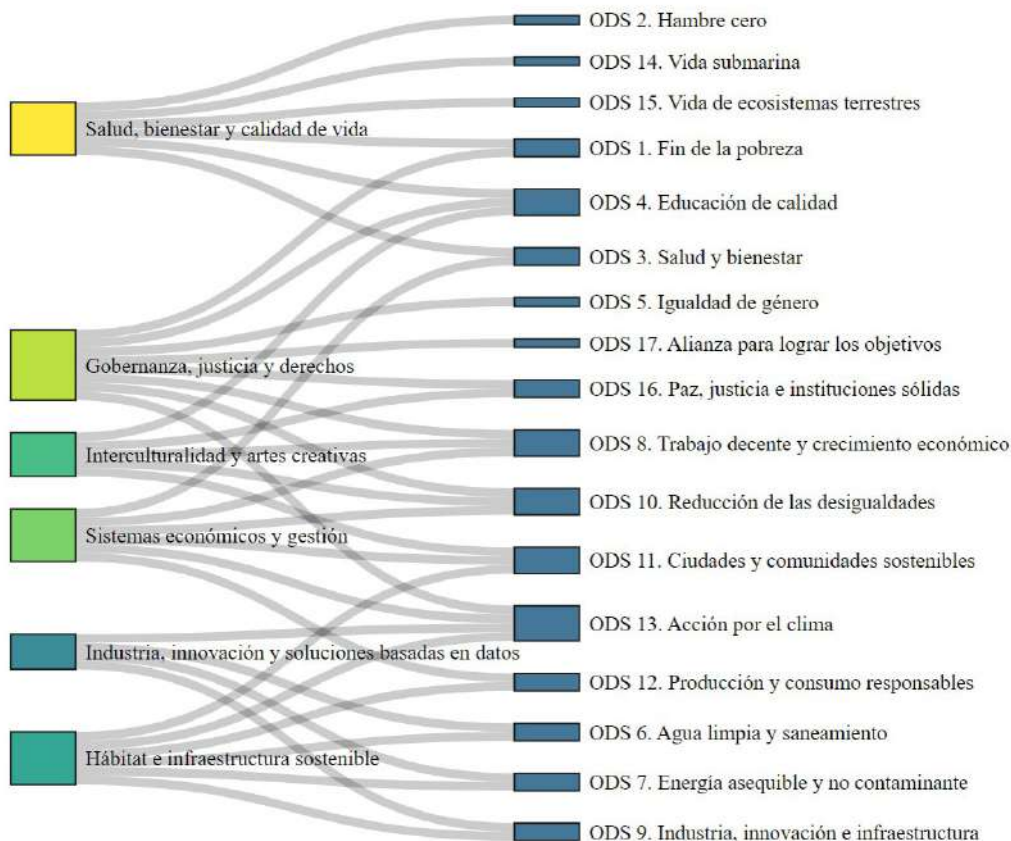 Salud, bienestar y calidad de vida
Gobernanza, justicia y derechos
Interculturalidad y artes creativas
Sistemas económicos y gestión
Industria, innovación y soluciones basadas en datos
Hábitat e infraestructura sostenible
ODS 2. Hambre cero
ODS 14. Vida submarina
ODS 15. Vida de ecosistemas terrestres
ODS 1. Fin de la pobreza
ODS 4. Educación de calidad
ODS 3. Salud y bienestar
ODS 5. Igualdad de género
ODS 17. Alianza para lograr los objetivos
ODS 16. Paz, justicia e instituciones sólidas
ODS 8. Trabajo decente y crecimiento económico
ODS 10. Reducción de las desigualdades
ODS 11. Ciudades y comunidades sostenibles
ODS 13. Acción por el clima
ODS 12. Producción y consumo responsables
ODS 6. Agua limpia y saneamiento
ODS 7. Energía asequible y no contaminante
ODS 9. Industria, innovación e infraestructura